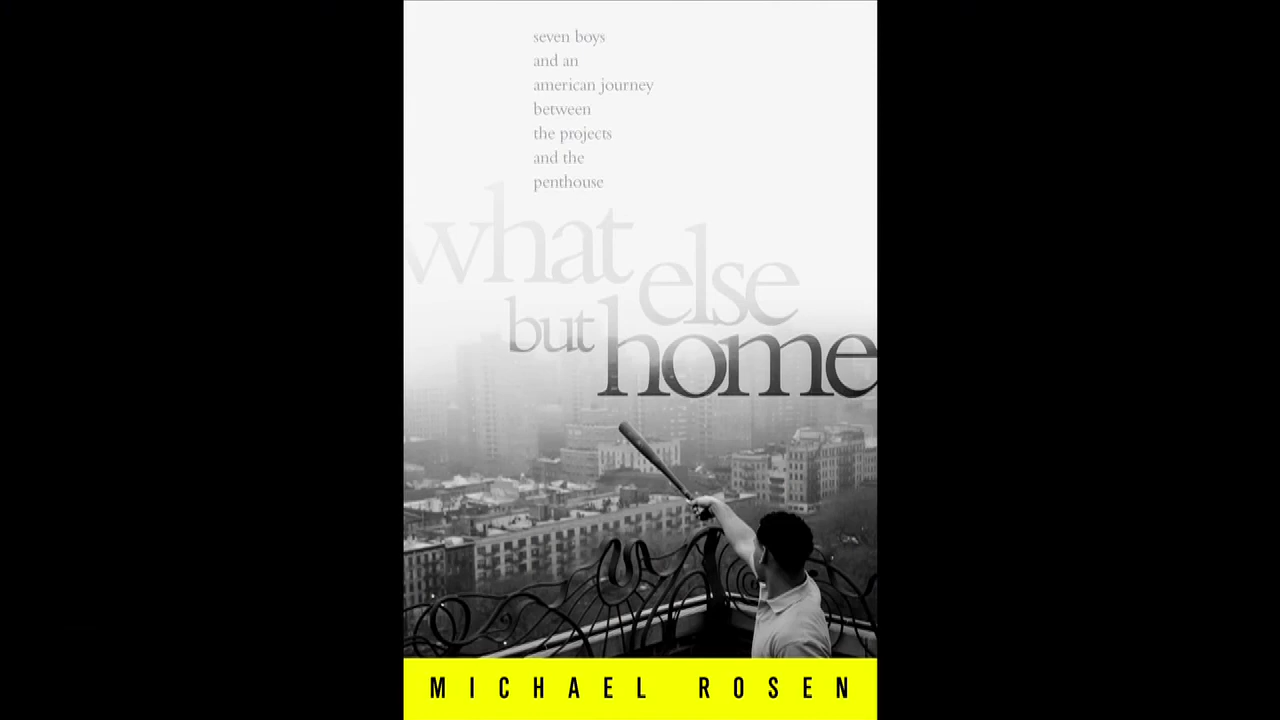 seven boys
and an
american journey
between
the projects
and the
penthouse
what else
but home
MICHAEL ROSEN